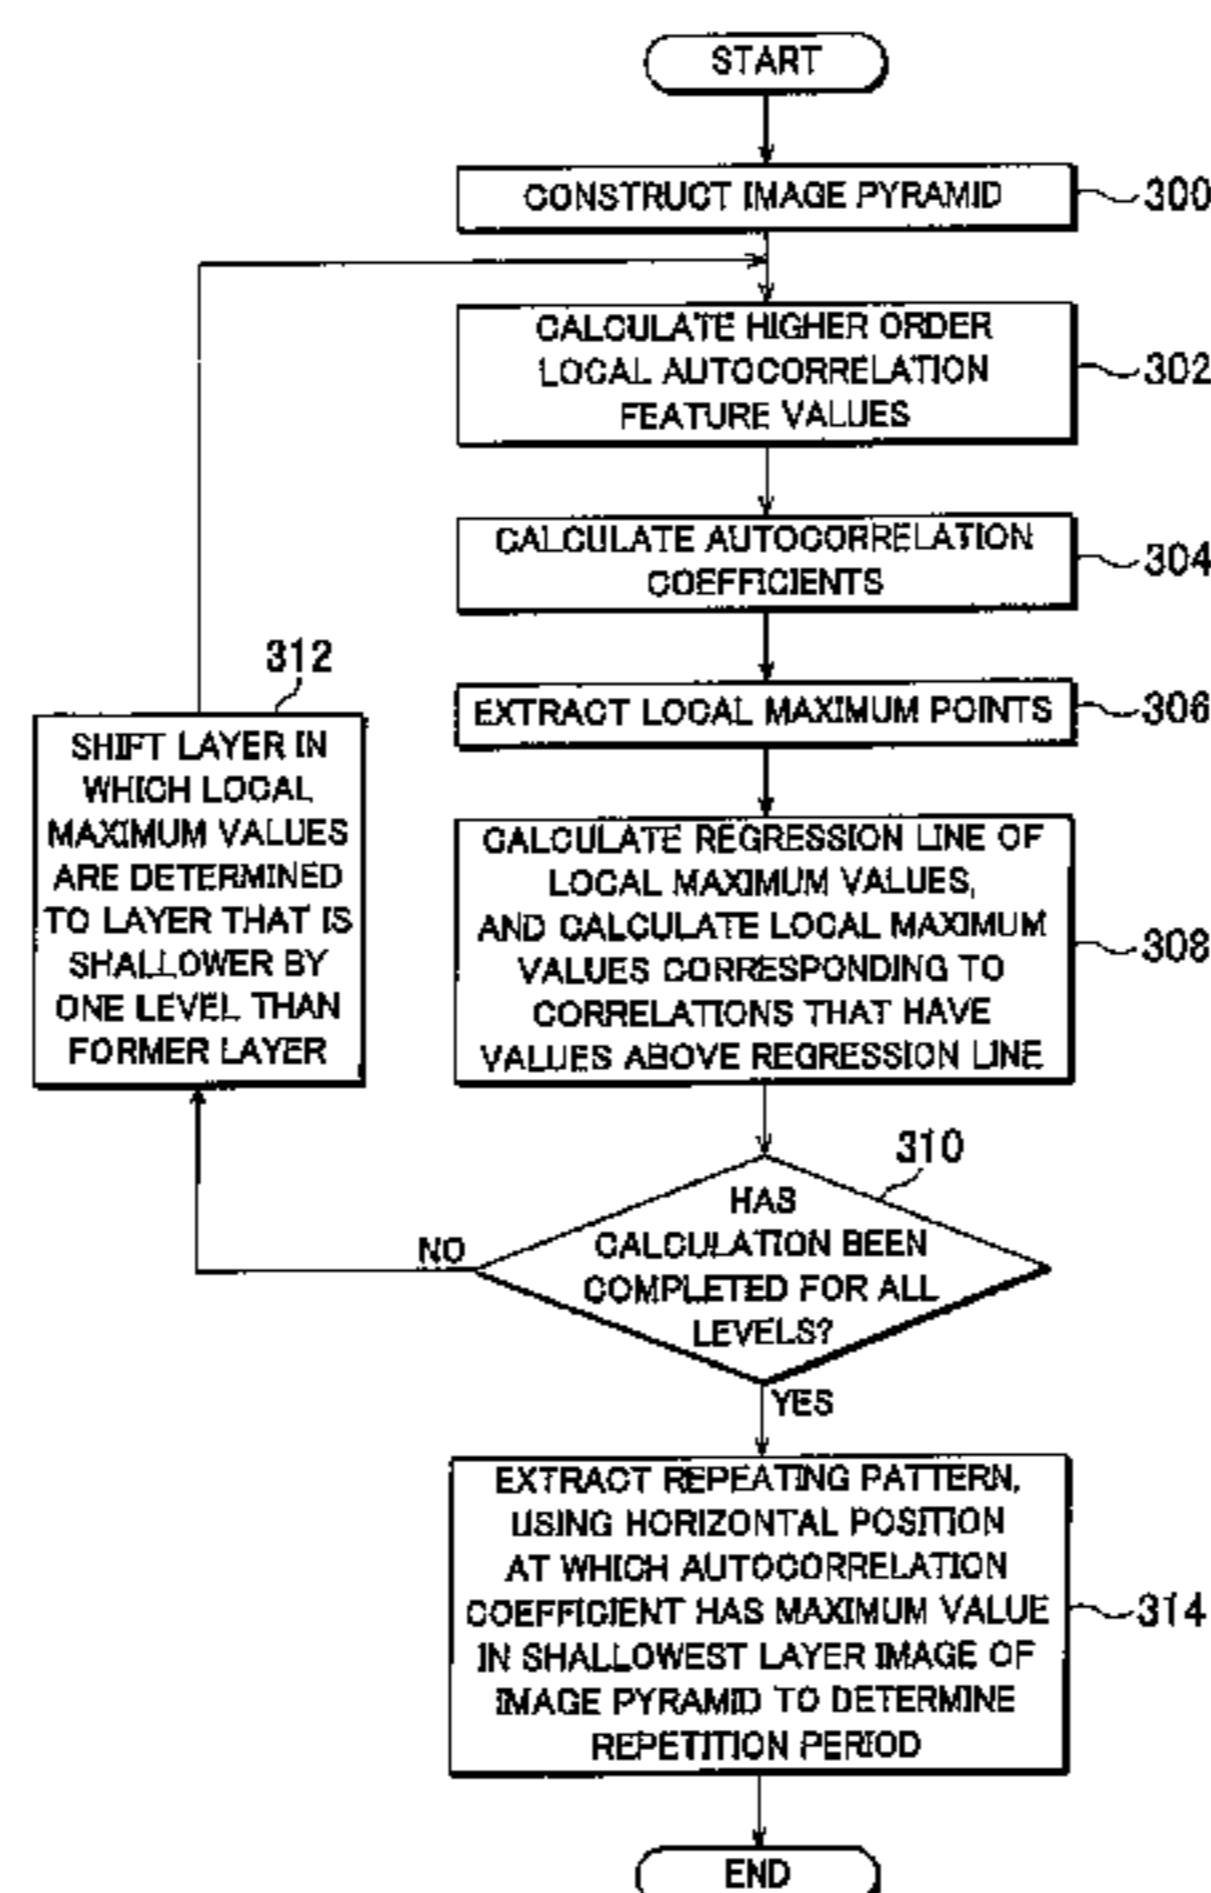 START
CONSTRUCT IMAGE PYRAMID
300
CALCULATE HIGHER ORDER
LOCAL AUTOCORRELATION
FEATURE VALUES
302
CALCULATE AUTOCORRELATION
COEFFICIENTS
304
EXTRACT LOCAL MAXIMUM POINTS
306
CALCULATE REGRESSION LINE OF
LOCAL MAXIMUM VALUES,
AND CALCULATE LOCAL MAXIMUM
VALUES CORRESPONDING TO
CORRELATIONS THAT HAVE
VALUES ABOVE REGRESSION LINE
308
310
HAS
CALCULATION BEEN
COMPLETED FOR ALL
LEVELS?
NO
312
SHIFT LAYER IN
WHICH LOCAL
MAXIMUM VALUES
ARE DETERMINED
TO LAYER THAT IS
SHALLOWER BY
ONE LEVEL THAN
FORMER LAYER
YES
EXTRACT REPEATING PATTERN,
USING HORIZONTAL POSITION
AT WHICH AUTOCORRELATION
COEFFICIENT HAS MAXIMUM VALUE
IN SHALLOWEST LAYER IMAGE OF
IMAGE PYRAMID TO DETERMINE
REPETITION PERIOD
314
END